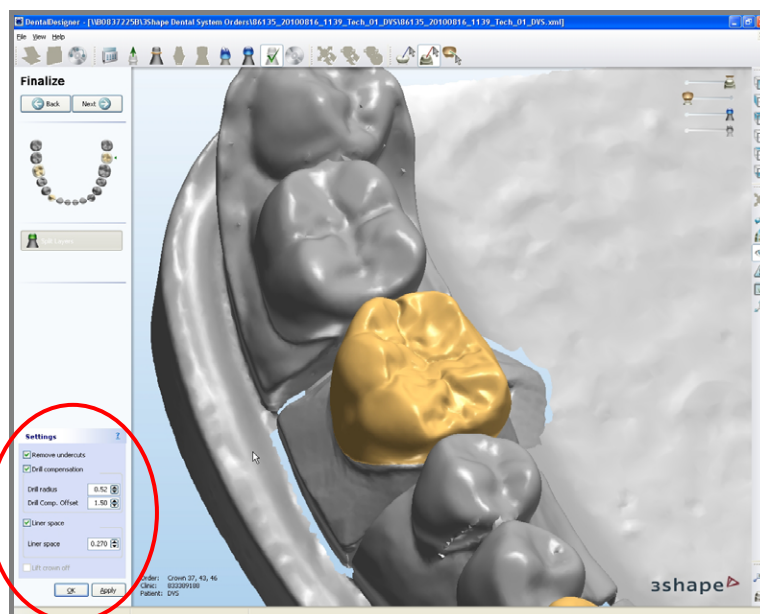 DentalDesigner - [\\B0837225B\3Shape Dental System Orders\86135_20100816_1139_Tech_01_DVS\86135_20100816_1139_Tech_01_DVS.xml]
File View Help
Finalize
Back Next
Split Layers
Settings
Remove undercuts
Drill compensation
Drill radius 0.52
Drill Comp. Offset 1.50
Liner space
Liner space 0.270
Lift crown off
OK Apply
Order: Crown 37, 43, 46
Clinic:
Patient: DVS
3shape